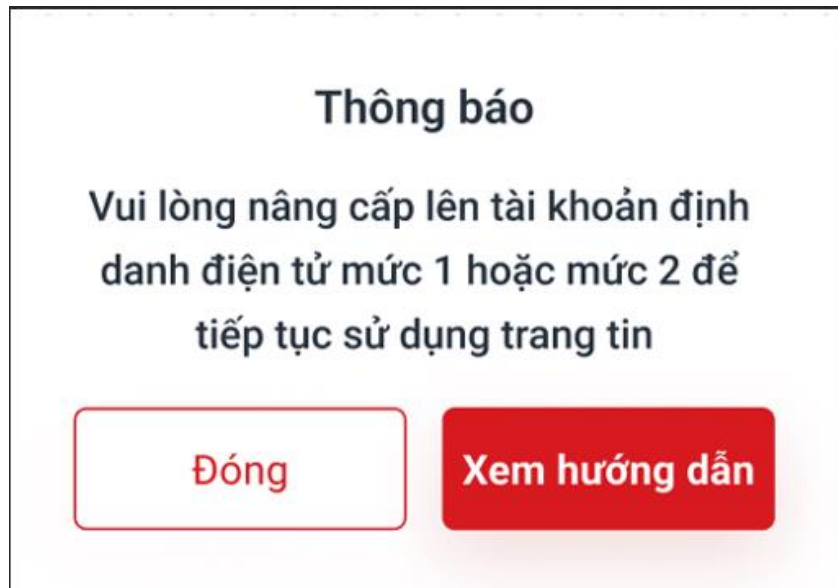 Thông báo
Vui lòng nâng cấp lên tài khoản định
danh điện tử mức 1 hoặc mức 2 để
tiếp tục sử dụng trang tin
Đóng
Xem hướng dẫn